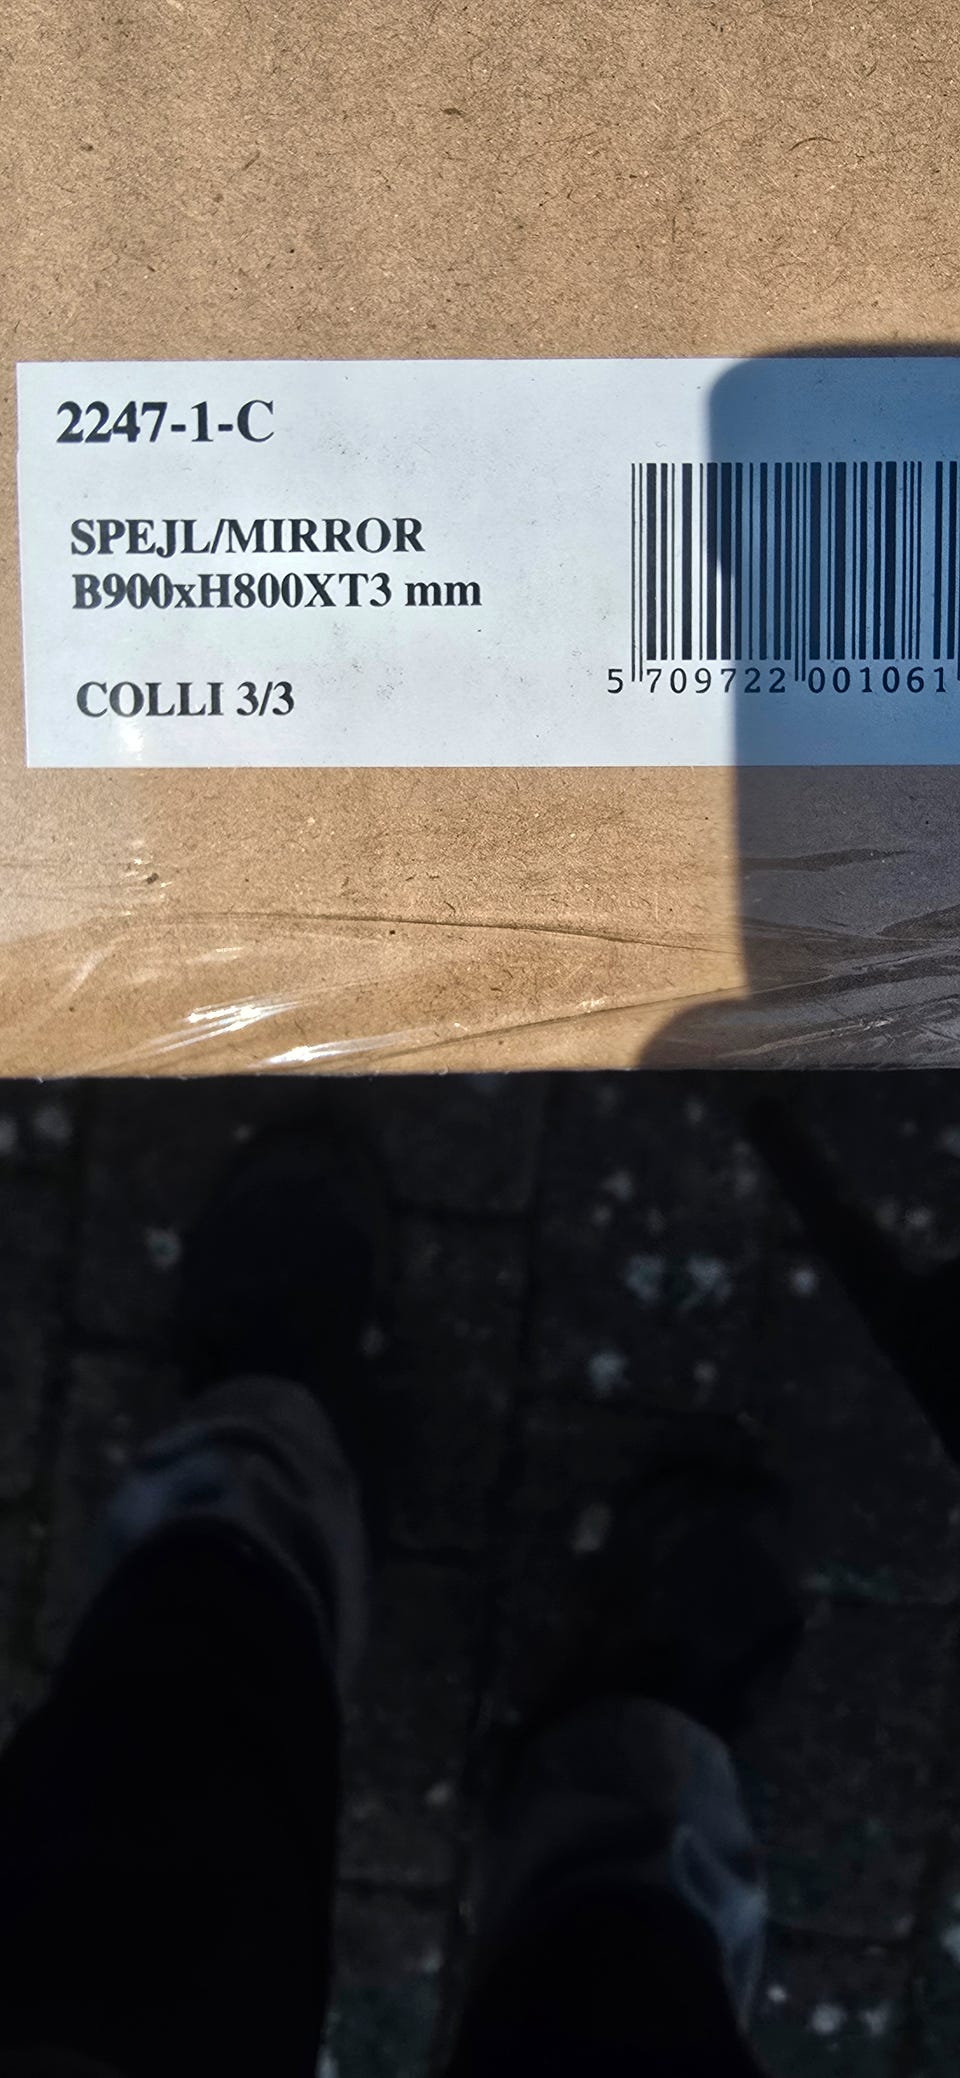 2247-1-C
SPEJL/MIRROR
B900xH800XT3 mm
COLLI 3/3
5 709722 001061